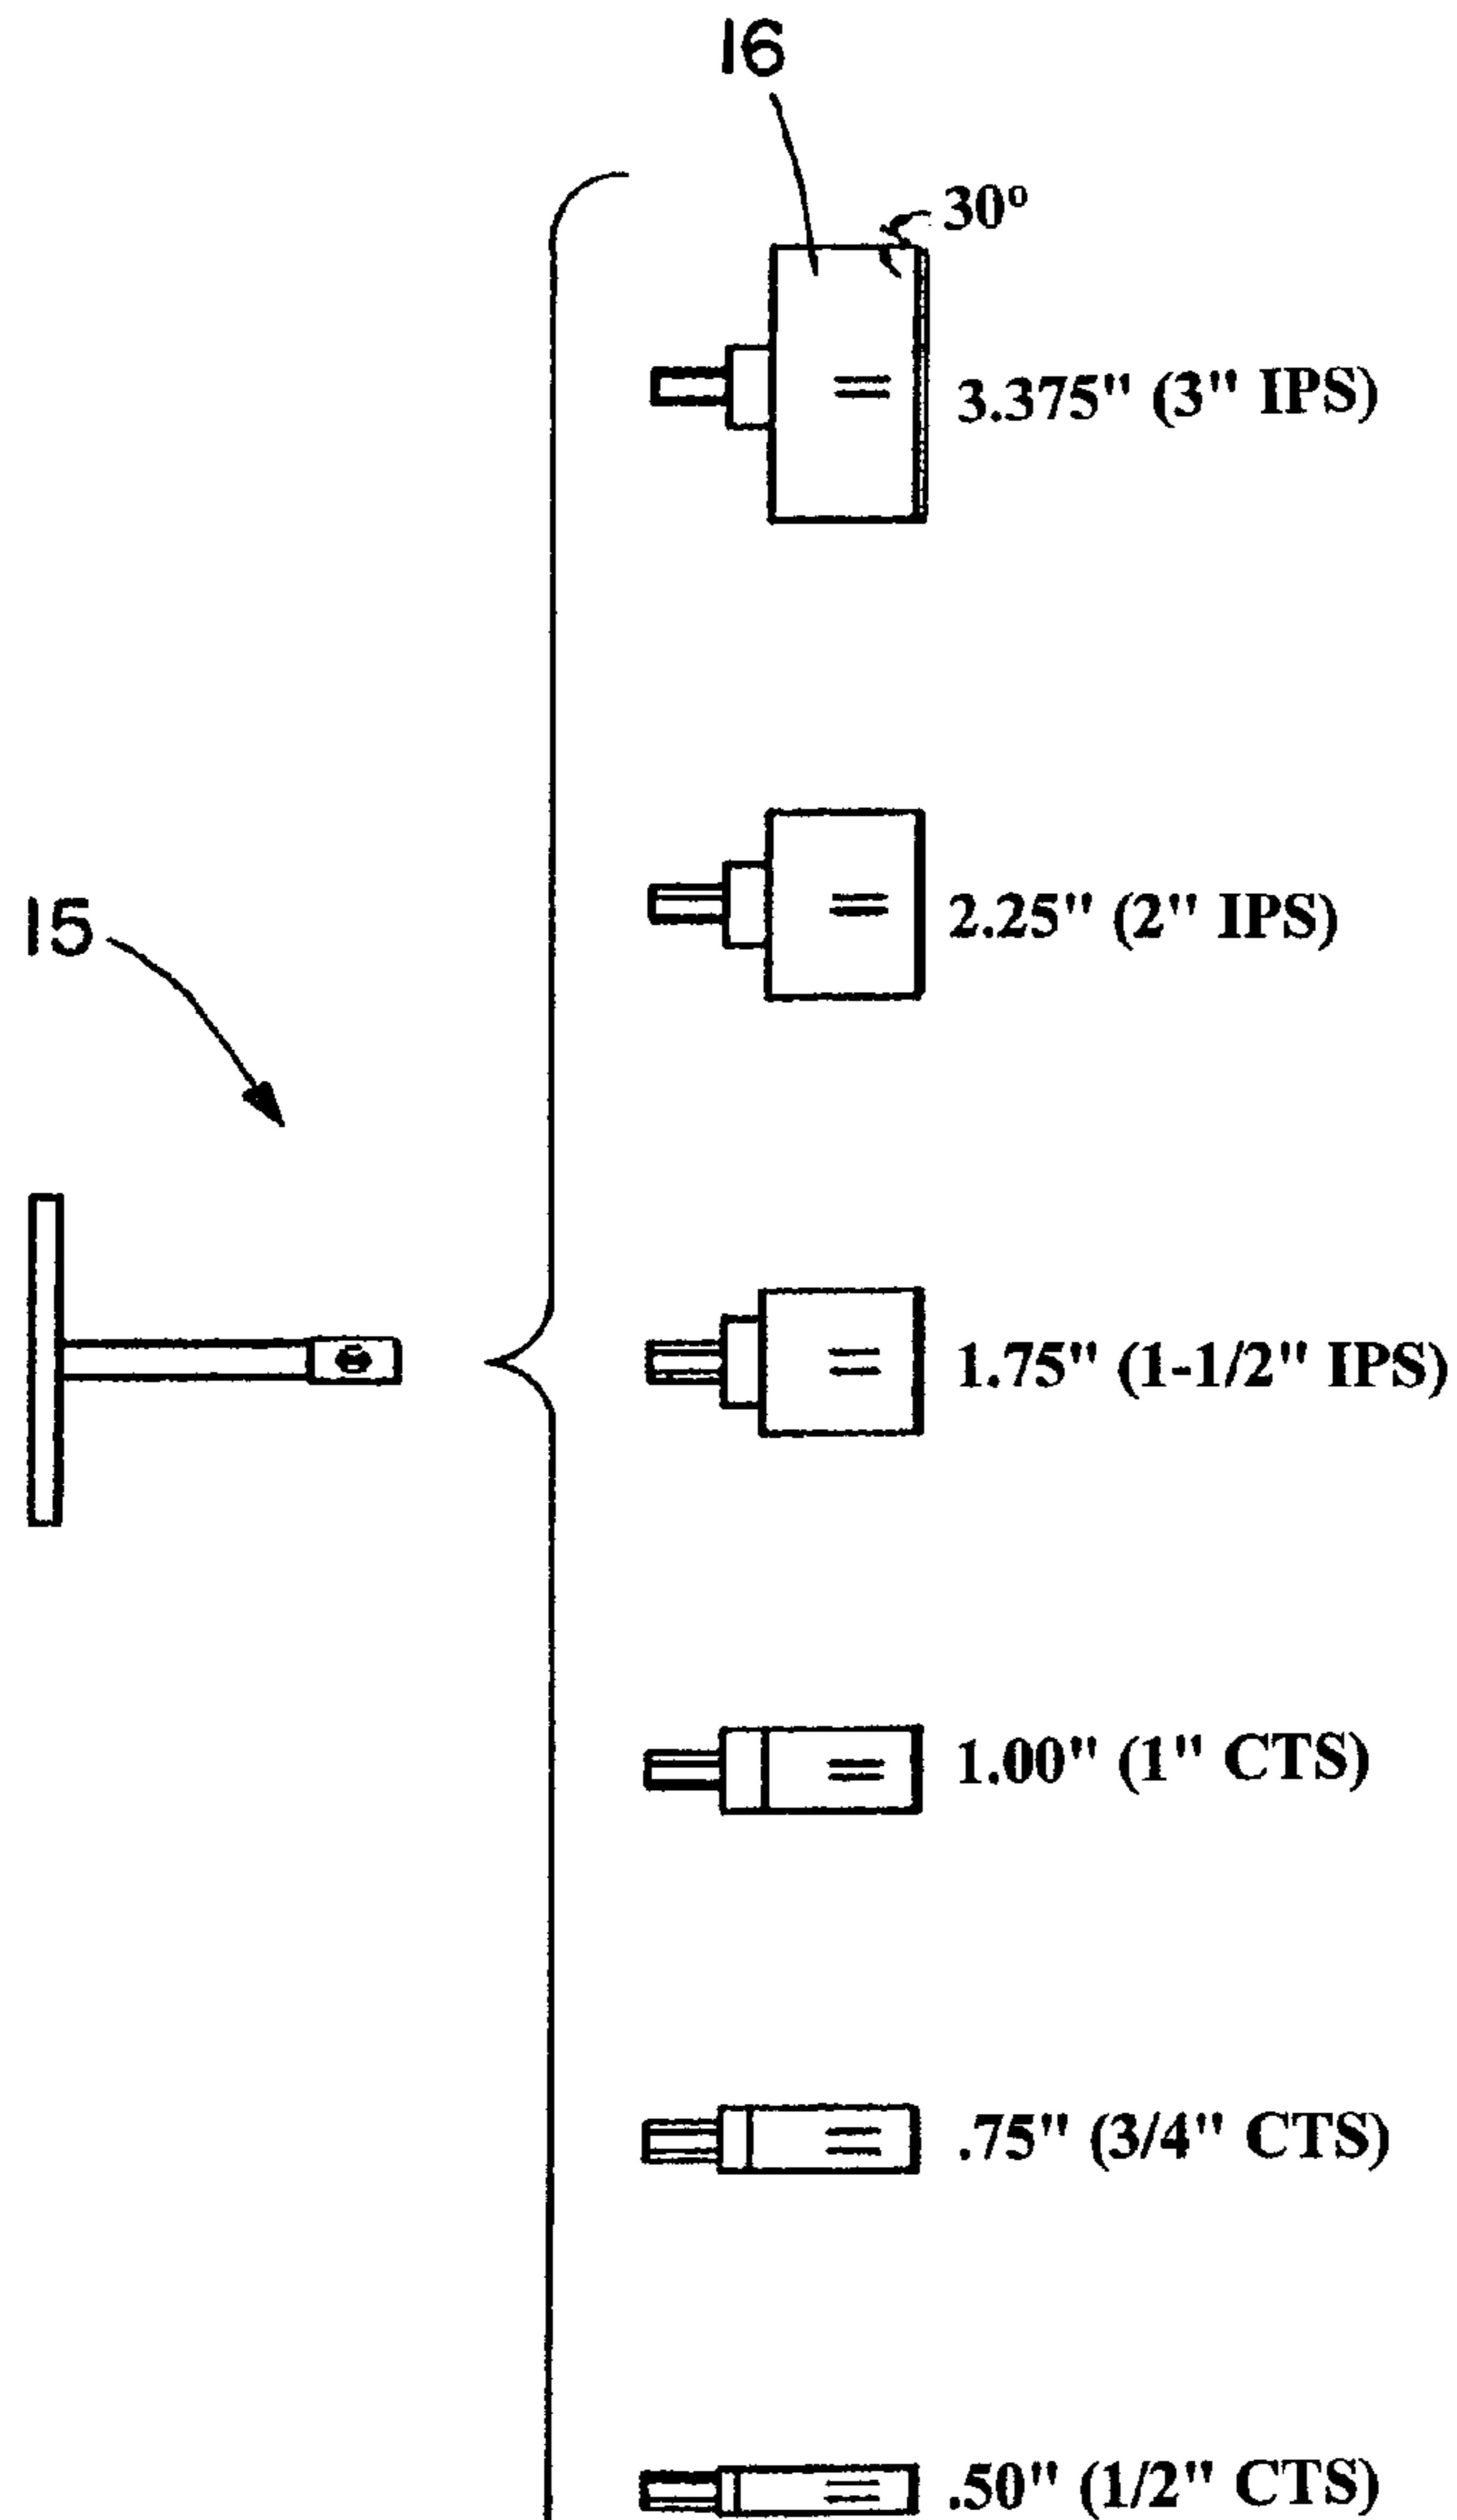 16
30°
3.375" (3" IPS)
2.25" (2" IPS)
15
1.75" (1-1/2" IPS)
1.00" (1" CTS)
.75" (3/4" CTS)
.50" (1/2" CTS)